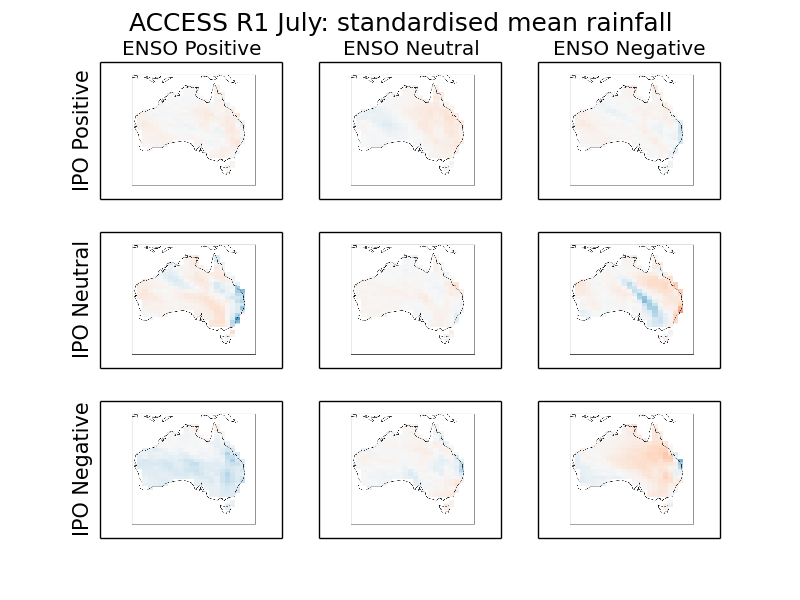 ACCESS R1 July: standardised mean rainfall
ENSO Positive
ENSO Neutral
ENSO Negative
IPO Positive
IPO Neutral
IPO Negative